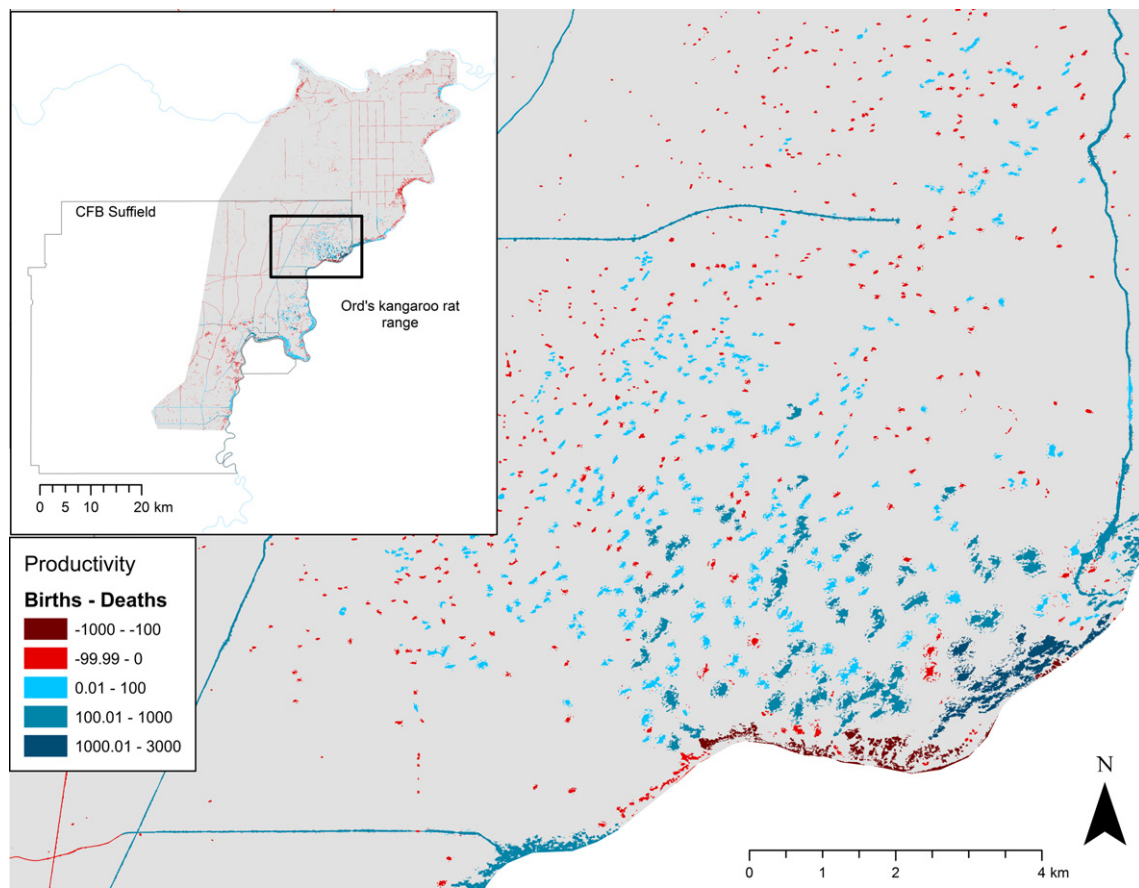 CFB Suffield
Ord's kangaroo rat
range
0 5 10 20 km
Productivity
Births - Deaths
-1000 - -100
-99.99 - 0
0.01 - 100
100.01 - 1000
1000.01 - 3000
N
0 1 2 4 km